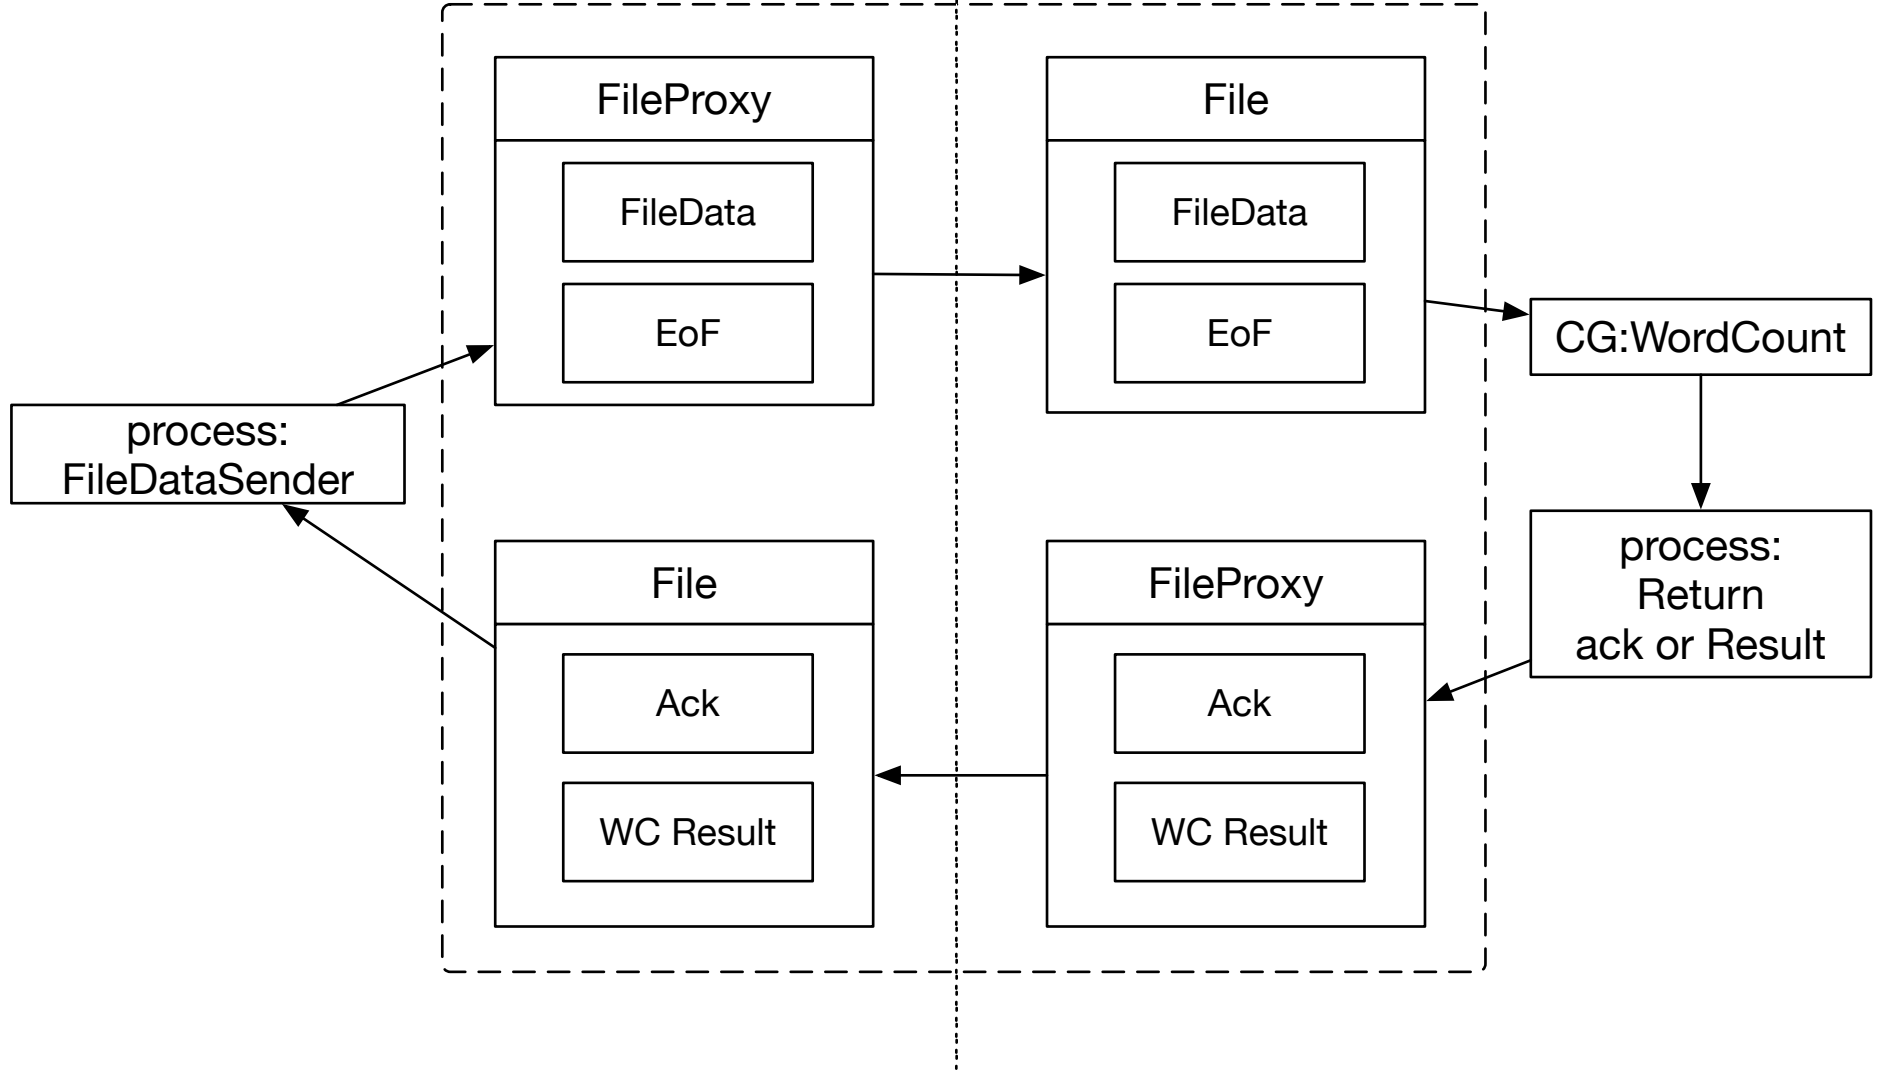 FileProxy
FileData
EoF
File
FileData
EoF
CG:WordCount
process:
FileDataSender
File
Ack
WC Result
FileProxy
Ack
WC Result
process:
Return
ack or Result